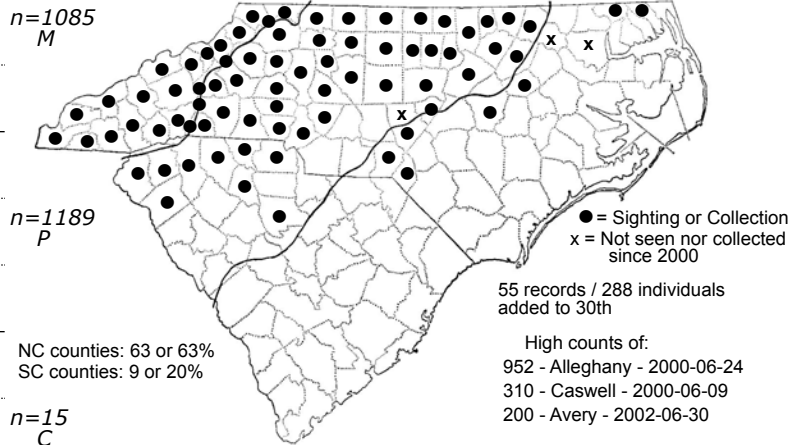 n=1085
M
n=1189
P
n=15
C
x
x
x
● = Sighting or Collection
x = Not seen nor collected
since 2000
55 records / 288 individuals
added to 30th
High counts of:
952 - Alleghany - 2000-06-24
310 - Caswell - 2000-06-09
200 - Avery - 2002-06-30
NC counties: 63 or 63%
SC counties: 9 or 20%